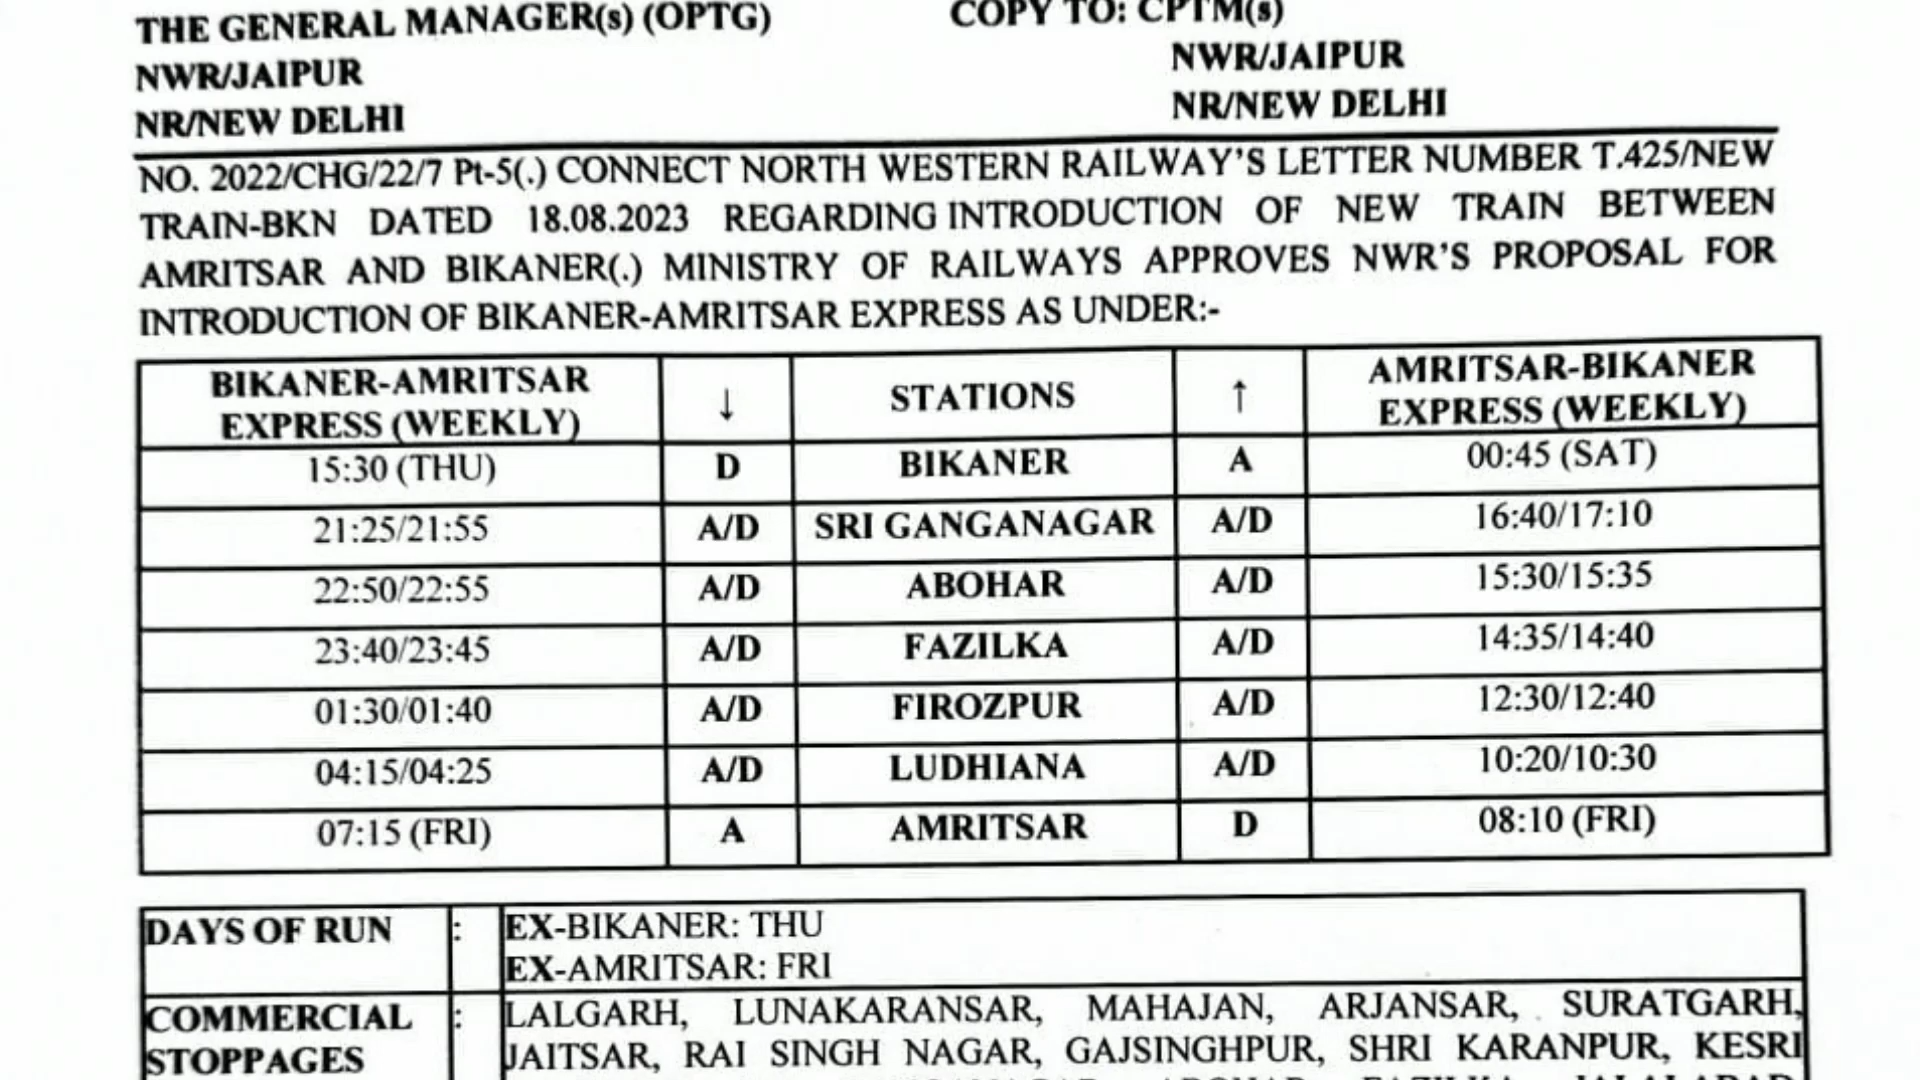 THE GENERAL MANAGER(s) (OPTG) COPY TO: CPTM(s)
NWR/JAIPUR NWR/JAIPUR
NR/NEW DELHI NR/NEW DELHI
NO. 2022/CHG/22/7 Pt-5(.) CONNECT NORTH WESTERN RAILWAY'S LETTER NUMBER T.425/NEW
TRAIN-BKN DATED 18.08.2023 REGARDING INTRODUCTION OF NEW TRAIN BETWEEN
AMRITSAR AND BIKANER(.) MINISTRY OF RAILWAYS APPROVES NWR'S PROPOSAL FOR
INTRODUCTION OF BIKANER-AMRITSAR EXPRESS AS UNDER:-
BIKANER-AMRITSAR EXPRESS (WEEKLY) ↓ STATIONS ↑ AMRITSAR-BIKANER EXPRESS (WEEKLY)
15:30 (THU) D BIKANER A 00:45 (SAT)
21:25/21:55 A/D SRI GANGANAGAR A/D 16:40/17:10
22:50/22:55 A/D ABOHAR A/D 15:30/15:35
23:40/23:45 A/D FAZILKA A/D 14:35/14:40
01:30/01:40 A/D FIROZPUR A/D 12:30/12:40
04:15/04:25 A/D LUDHIANA A/D 10:20/10:30
07:15 (FRI) A AMRITSAR D 08:10 (FRI)
DAYS OF RUN : EX-BIKANER: THU
EX-AMRITSAR: FRI
COMMERCIAL : LALGARH, LUNAKARANSAR, MAHAJAN, ARJANSAR, SURATGARH,
STOPPAGES JAITSAR, RAI SINGH NAGAR, GAJSINGHPUR, SHRI KARANPUR, KESRI